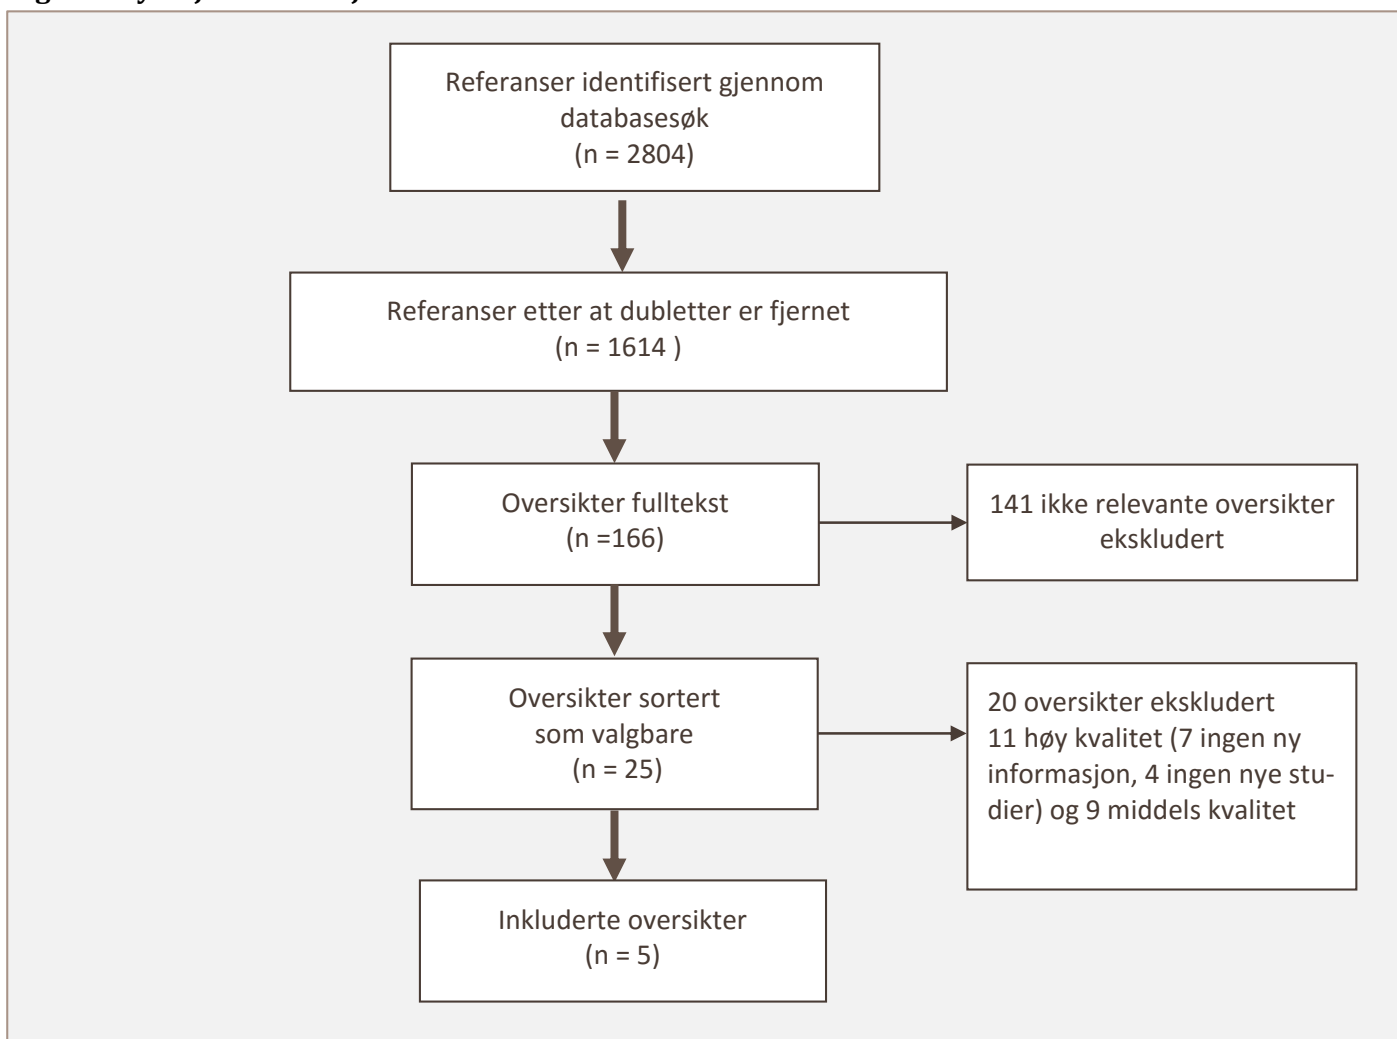 Referanser identifisert gjennom
databasesøk
(n = 2804)
Referanser etter at dubletter er fjernet
(n = 1614 )
Oversikter fulltekst
(n =166)
141 ikke relevante oversikter
ekskludert
Oversikter sortert
som valgbare
(n = 25)
20 oversikter ekskludert
11 høy kvalitet (7 ingen ny
informasjon, 4 ingen nye stu-
dier) og 9 middels kvalitet
Inkluderte oversikter
(n = 5)